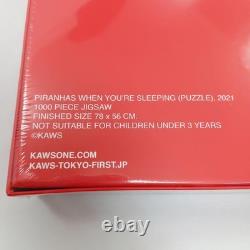 PIRANHAS WHEN YOU'RE SLEEPING (PUZZLE), 2021
1000 PIECE JIGSAW
FINISHED SIZE 78 x 56 CM.
NOT SUITABLE FOR CHILDREN UNDER 3 YEARS
©KAWS
KAWSONE.COM
KAWS-TOKYO-FIRST.JP